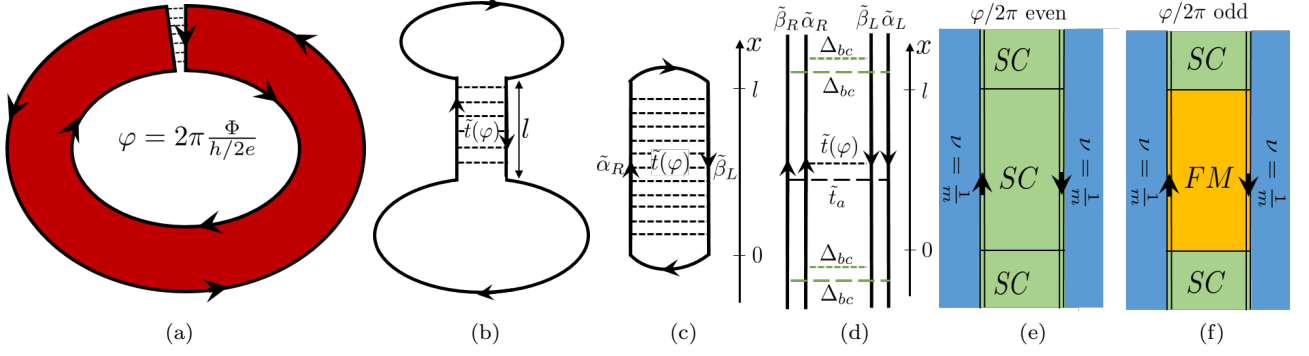 φ = 2π Φ/(h/2e)
(a)
t̃(φ)
l
(b)
α̃_R
t̃(φ)
β̃_L
(c)
x
l
0
β̃_R α̃_R β̃_L α̃_L
Δ_bc
Δ_bc
t̃(φ)
t̃_a
Δ_bc
Δ_bc
(d)
φ/2π even
x
l
0
SC
SC
SC
ν = 1/m
ν = 1/m
(e)
φ/2π odd
SC
FM
SC
ν = 1/m
ν = 1/m
(f)